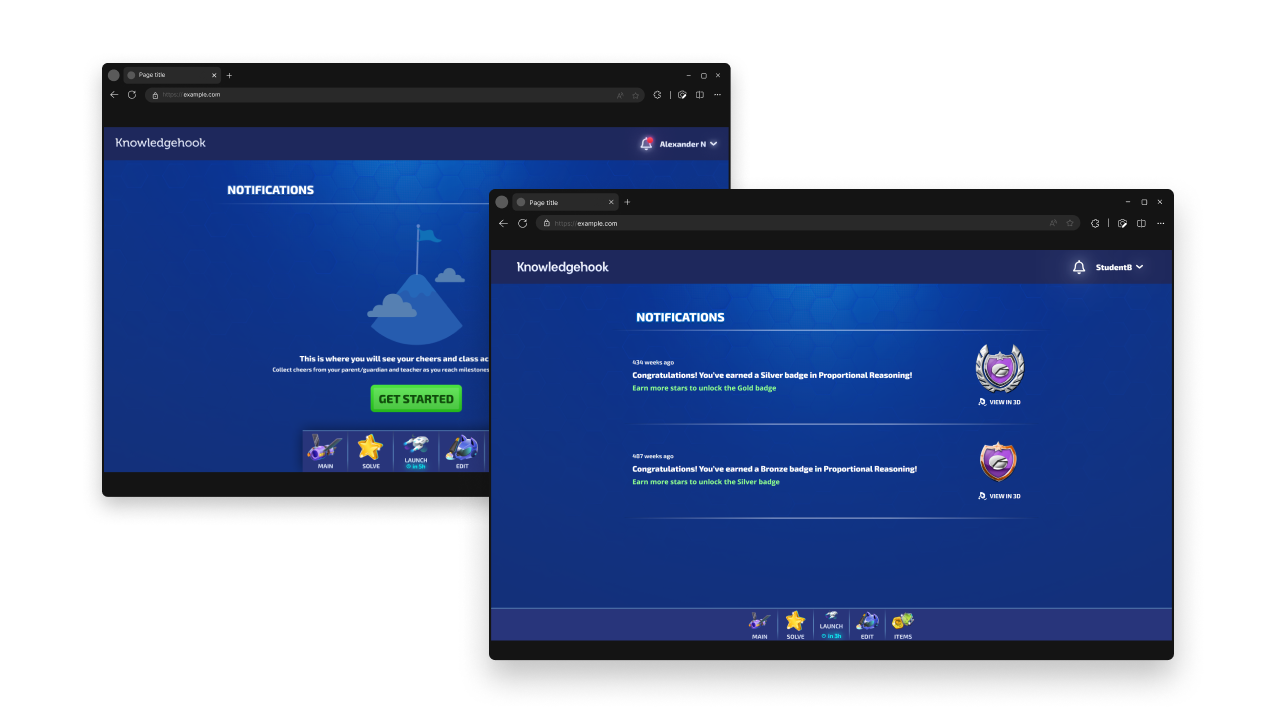 Page title
https://example.com
Knowledgehook
Alexander N
NOTIFICATIONS
This is where you will see your cheers and class
Collect cheers from your parent/guardian and teacher as you reach milestones
GET STARTED
MAIN
SOLVE
LAUNCH
in 5h
EDIT
Page title
https://example.com
Knowledgehook
StudentB
NOTIFICATIONS
434 weeks ago
Congratulations! You've earned a Silver badge in Proportional Reasoning!
Earn more stars to unlock the Gold badge
VIEW IN 3D
487 weeks ago
Congratulations! You've earned a Bronze badge in Proportional Reasoning!
Earn more stars to unlock the Silver badge
VIEW IN 3D
MAIN
SOLVE
LAUNCH
in 5h
EDIT
ITEMS